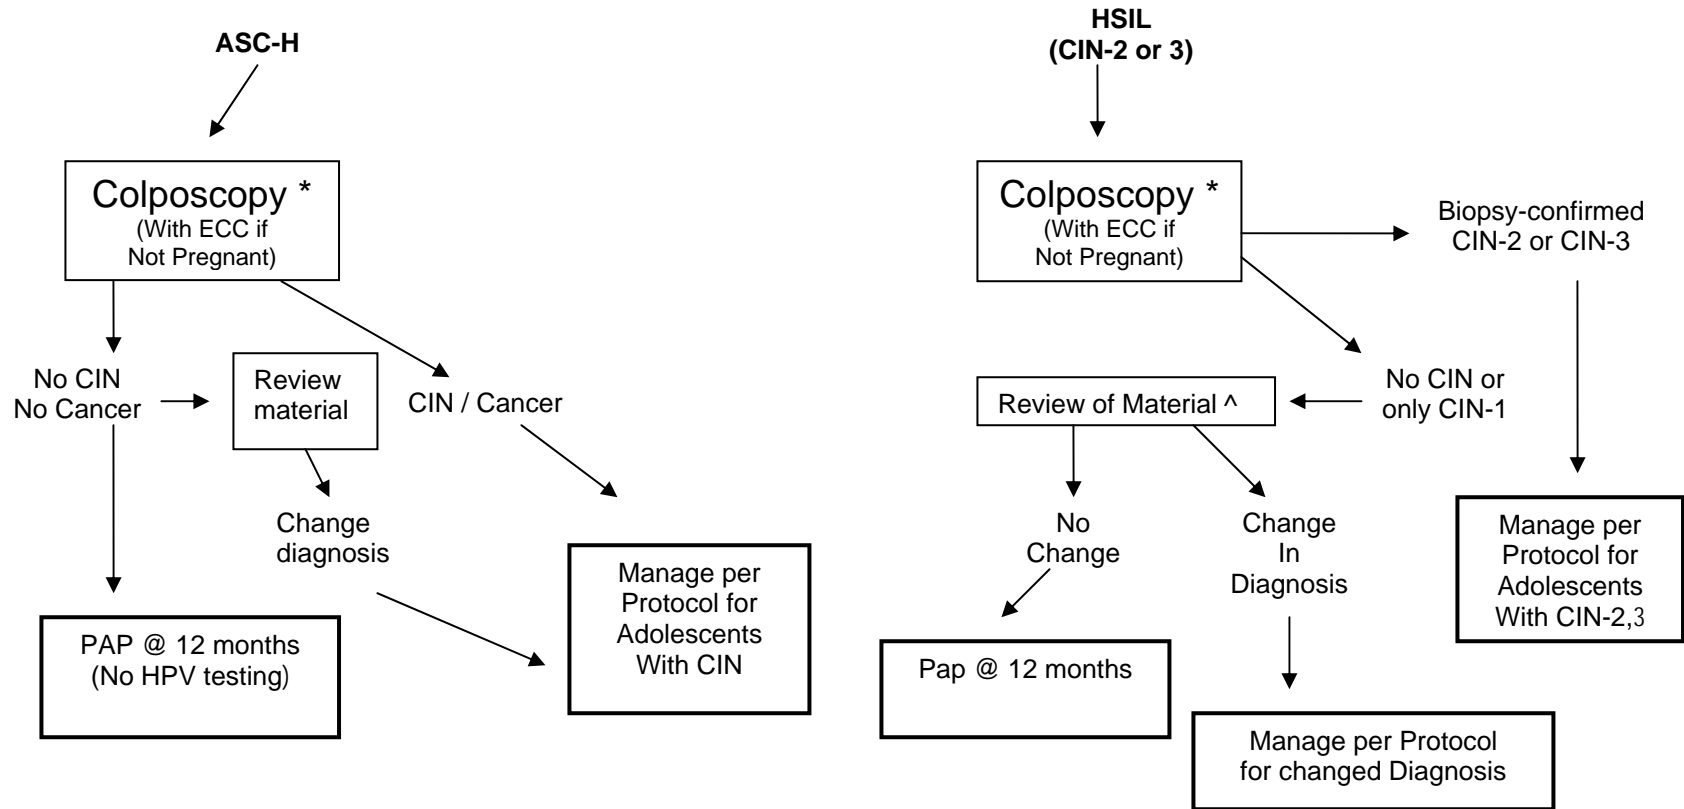 ASC-H
Colposcopy *
(With ECC if
Not Pregnant)
No CIN
No Cancer
Review
material
CIN / Cancer
Change
diagnosis
PAP @ 12 months
(No HPV testing)
Manage per
Protocol for
Adolescents
With CIN
HSIL
(CIN-2 or 3)
Colposcopy *
(With ECC if
Not Pregnant)
Biopsy-confirmed
CIN-2 or CIN-3
No CIN or
only CIN-1
Review of Material ^
No
Change
Change
In
Diagnosis
Manage per
Protocol for
Adolescents
With CIN-2,3
Pap @ 12 months
Manage per Protocol
for changed Diagnosis